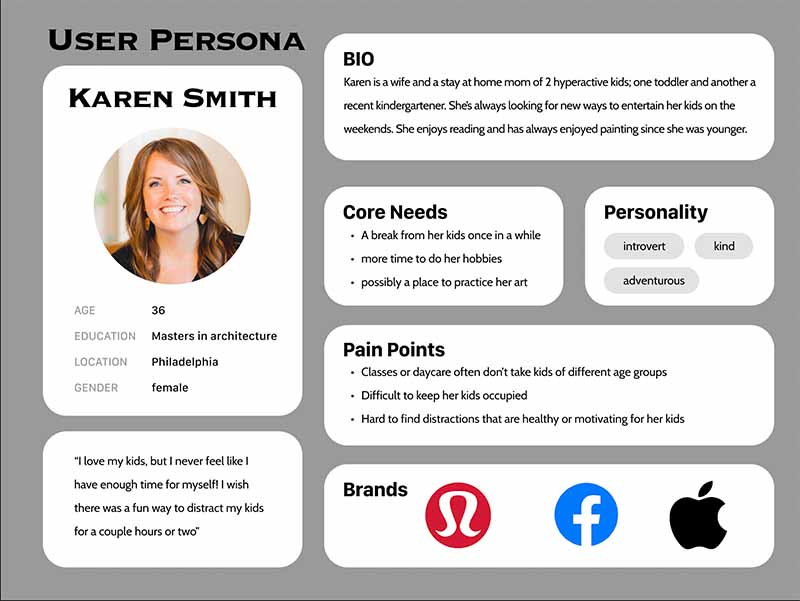 USER PERSONA
KAREN SMITH
AGE 36
EDUCATION Masters in architecture
LOCATION Philadelphia
GENDER female
“I love my kids, but I never feel like I
have enough time for myself! I wish
there was a fun way to distract my kids
for a couple hours or two”
BIO
Karen is a wife and a stay at home mom of 2 hyperactive kids; one toddler and another a
recent kindergartener. She’s always looking for new ways to entertain her kids on the
weekends. She enjoys reading and has always enjoyed painting since she was younger.
Core Needs
• A break from her kids once in a while
• more time to do her hobbies
• possibly a place to practice her art
Personality
introvert kind
adventurous
Pain Points
• Classes or daycare often don’t take kids of different age groups
• Difficult to keep her kids occupied
• Hard to find distractions that are healthy or motivating for her kids
Brands